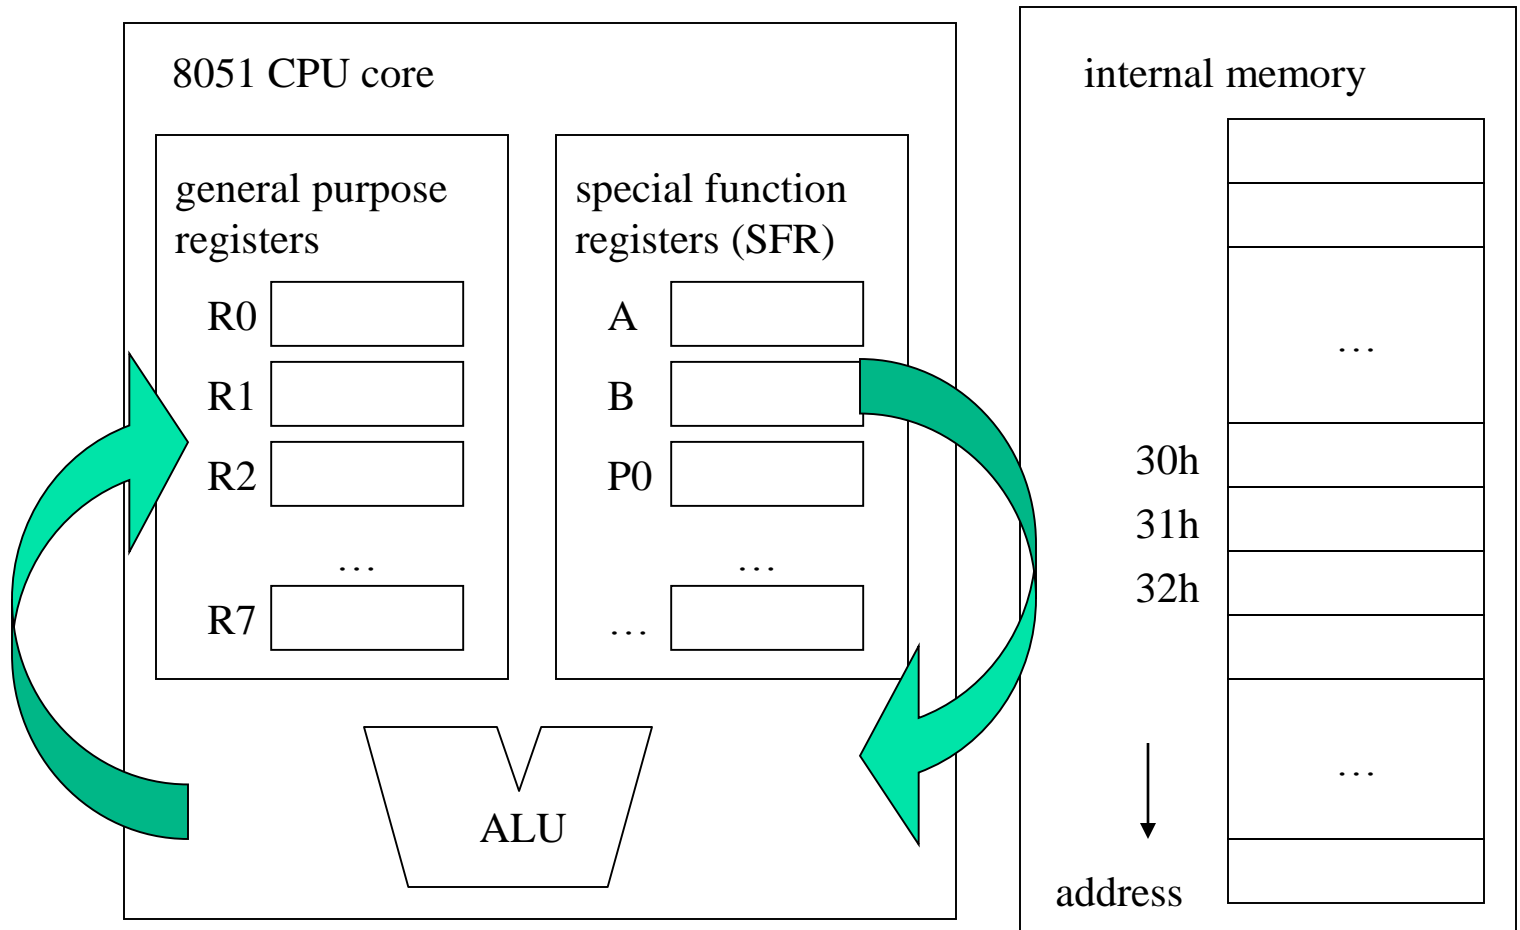 8051 CPU core
general purpose
registers
R0
R1
R2
…
R7
special function
registers (SFR)
A
B
P0
…
…
ALU
internal memory
…
30h
31h
32h
…
address